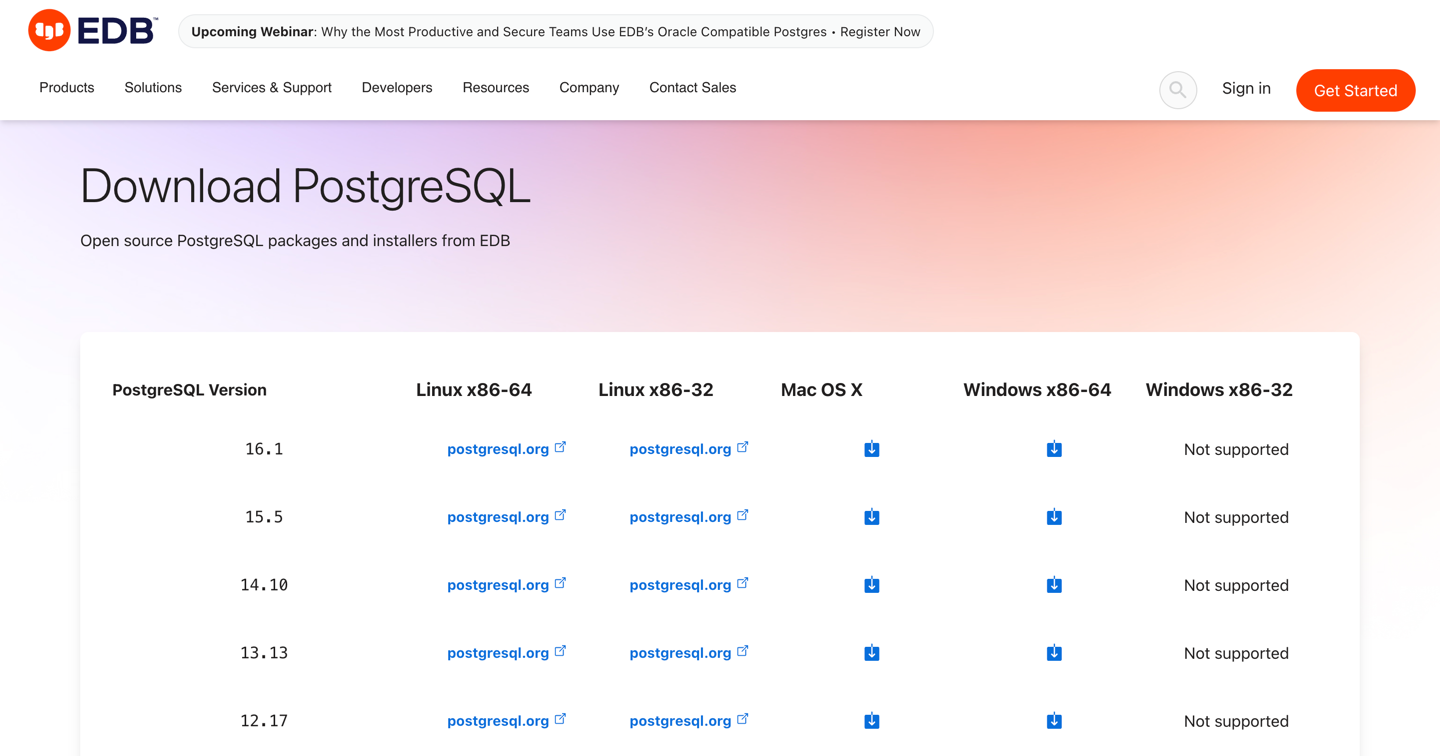 EDB™
Upcoming Webinar: Why the Most Productive and Secure Teams Use EDB's Oracle Compatible Postgres • Register Now
Products Solutions Services & Support Developers Resources Company Contact Sales Sign in Get Started
Download PostgreSQL
Open source PostgreSQL packages and installers from EDB
PostgreSQL Version Linux x86-64 Linux x86-32 Mac OS X Windows x86-64 Windows x86-32
16.1 postgresql.org postgresql.org Not supported
15.5 postgresql.org postgresql.org Not supported
14.10 postgresql.org postgresql.org Not supported
13.13 postgresql.org postgresql.org Not supported
12.17 postgresql.org postgresql.org Not supported